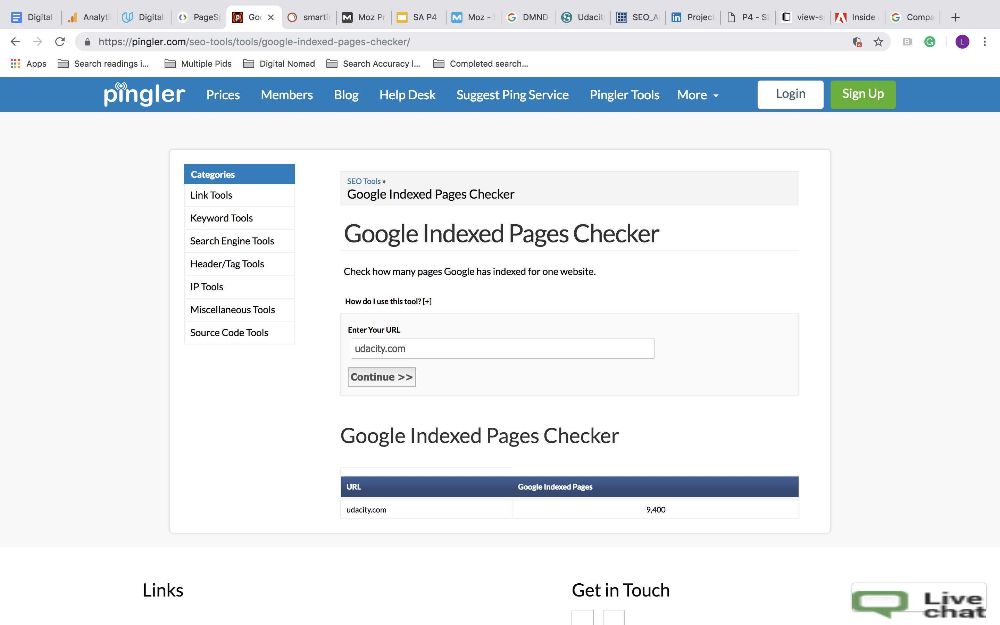 Digital Analyti Digital PageSp Goo smartin Moz Pr SA P4 Moz - S DMND Udacity SEO_A Project P4 - SE view-s Inside Compa
https://pingler.com/seo-tools/tools/google-indexed-pages-checker/
L
Apps Search readings i... Multiple Pids Digital Nomad Search Accuracy I... Completed search...
pingler Prices Members Blog Help Desk Suggest Ping Service Pingler Tools More Login Sign Up
Categories
Link Tools
Keyword Tools
Search Engine Tools
Header/Tag Tools
IP Tools
Miscellaneous Tools
Source Code Tools
SEO Tools »
Google Indexed Pages Checker
Google Indexed Pages Checker
Check how many pages Google has indexed for one website.
How do I use this tool? [+]
Enter Your URL
udacity.com
Continue >>
Google Indexed Pages Checker
URL Google Indexed Pages
udacity.com 9,400
Links
Get in Touch
Live
chat